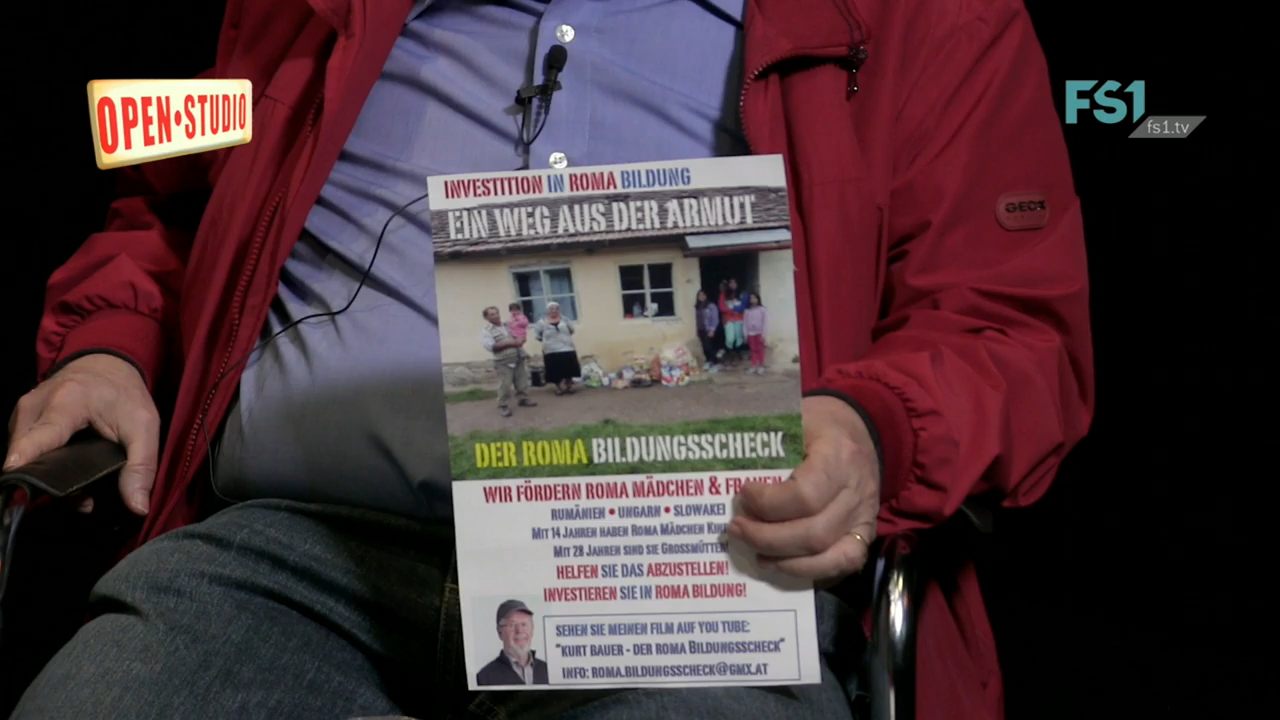 OPEN•STUDIO
FS1
fs1.tv
GEOX
INVESTITION IN ROMA BILDUNG
EIN WEG AUS DER ARMUT
DER ROMA BILDUNGSSCHECK
WIR FÖRDERN ROMA MÄDCHEN & FRAUEN
RUMÄNIEN • UNGARN • SLOWAKEI
MIT 14 JAHREN HABEN ROMA MÄDCHEN
MIT 28 JAHREN SIND SIE GROSSMÜTTER
HELFEN SIE DAS ABZUSTELLEN!
INVESTIEREN SIE IN ROMA BILDUNG!
SEHEN SIE MEINEN FILM AUF YOU TUBE:
"KURT BAUER - DER ROMA BILDUNGSSCHECK"
INFO: ROMA.BILDUNGSSCHECK@GMX.AT